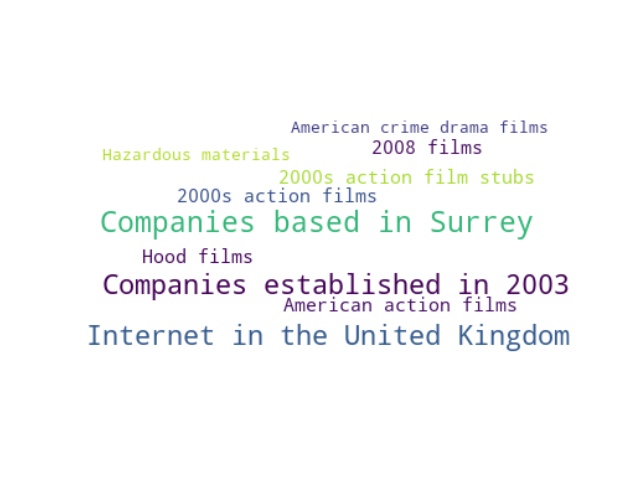 American crime drama films
2008 films
Hazardous materials
2000s action film stubs
2000s action films
Companies based in Surrey
Hood films
Companies established in 2003
American action films
Internet in the United Kingdom